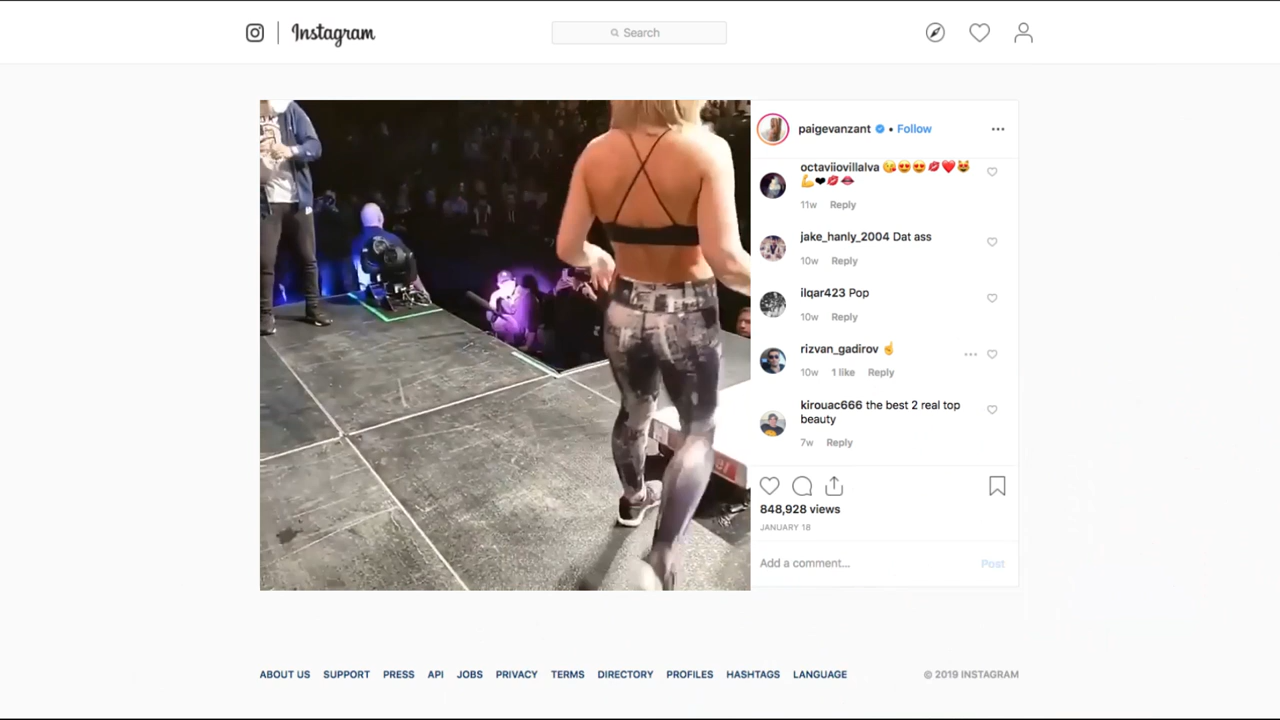 Instagram
Search
paigevanzant • Follow
octaviiovillalva 😘😍😍💋❤️😻
💪❤💋👄
11w Reply
jake_hanly_2004 Dat ass
10w Reply
ilqar423 Pop
10w Reply
rizvan_gadirov ☝️
10w 1 like Reply
kirouac666 the best 2 real top
beauty
7w Reply
848,928 views
JANUARY 18
Add a comment... Post
ABOUT US SUPPORT PRESS API JOBS PRIVACY TERMS DIRECTORY PROFILES HASHTAGS LANGUAGE © 2019 INSTAGRAM